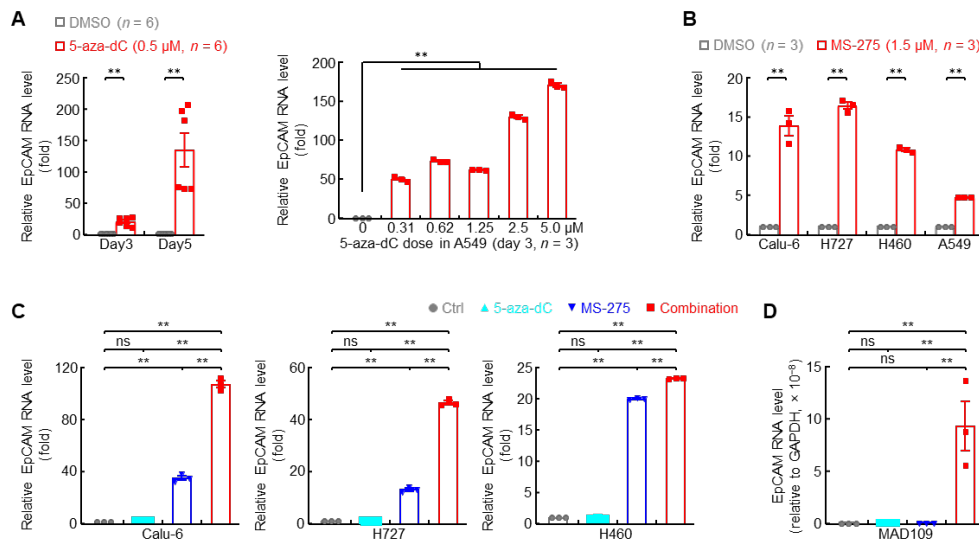 A
DMSO (n = 6)
5-aza-dC (0.5 μM, n = 6)
Relative EpCAM RNA level
(fold)
250
200
150
100
50
0
** **
Day3 Day5
Relative EpCAM RNA level
(fold)
200
150
100
50
0
**
0 0.31 0.62 1.25 2.5 5.0 μM
5-aza-dC dose in A549 (day 3, n = 3)
B
DMSO (n = 3) MS-275 (1.5 μM, n = 3)
Relative EpCAM RNA level
(fold)
20
15
10
5
0
** ** ** **
Calu-6 H727 H460 A549
C
Ctrl 5-aza-dC MS-275 Combination
Relative EpCAM RNA level
(fold)
120
80
40
0
**
ns **
** **
Calu-6
Relative EpCAM RNA level
(fold)
60
40
20
0
**
ns **
** **
H727
Relative EpCAM RNA level
(fold)
25
20
15
10
5
0
**
ns **
** **
H460
D
EpCAM RNA level
(relative to GAPDH, × 10⁻⁸)
15
10
5
0
**
ns **
ns **
MAD109